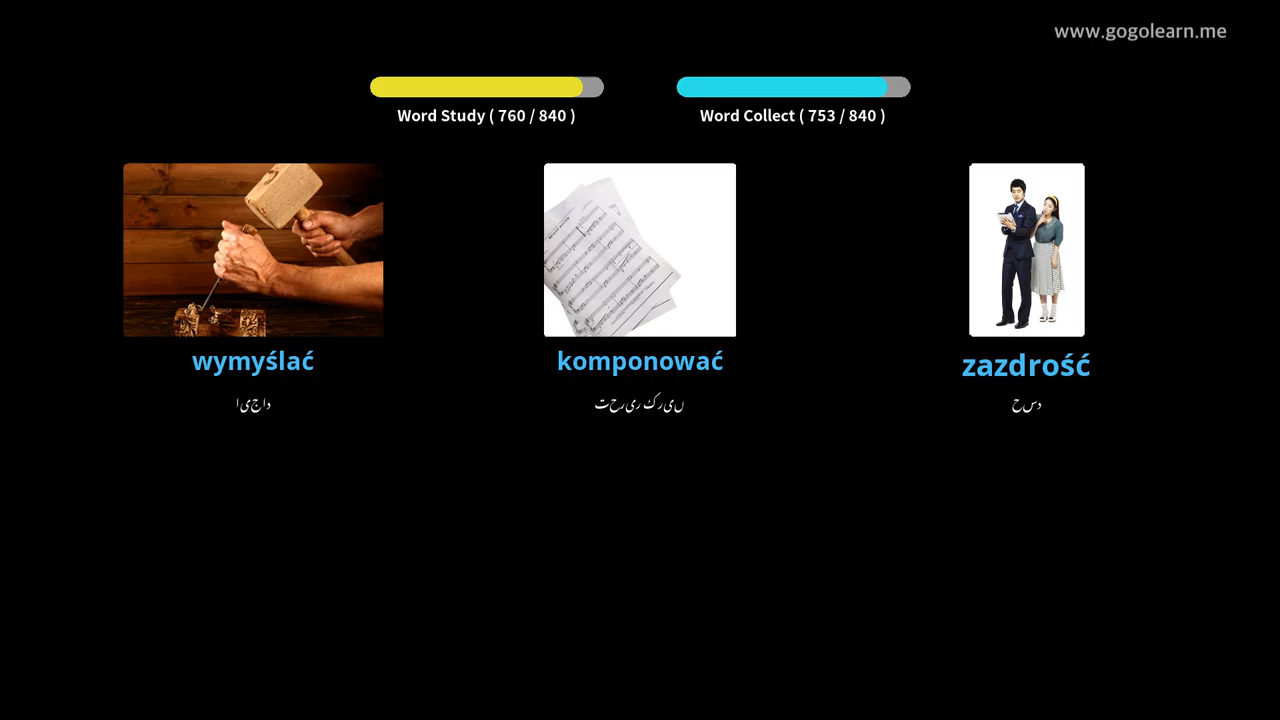 www.gogolearn.me
Word Study ( 760 / 840 )
Word Collect ( 753 / 840 )
wymyślać
komponować
zazdrość
ایجاد
تحریر کریں
حسد